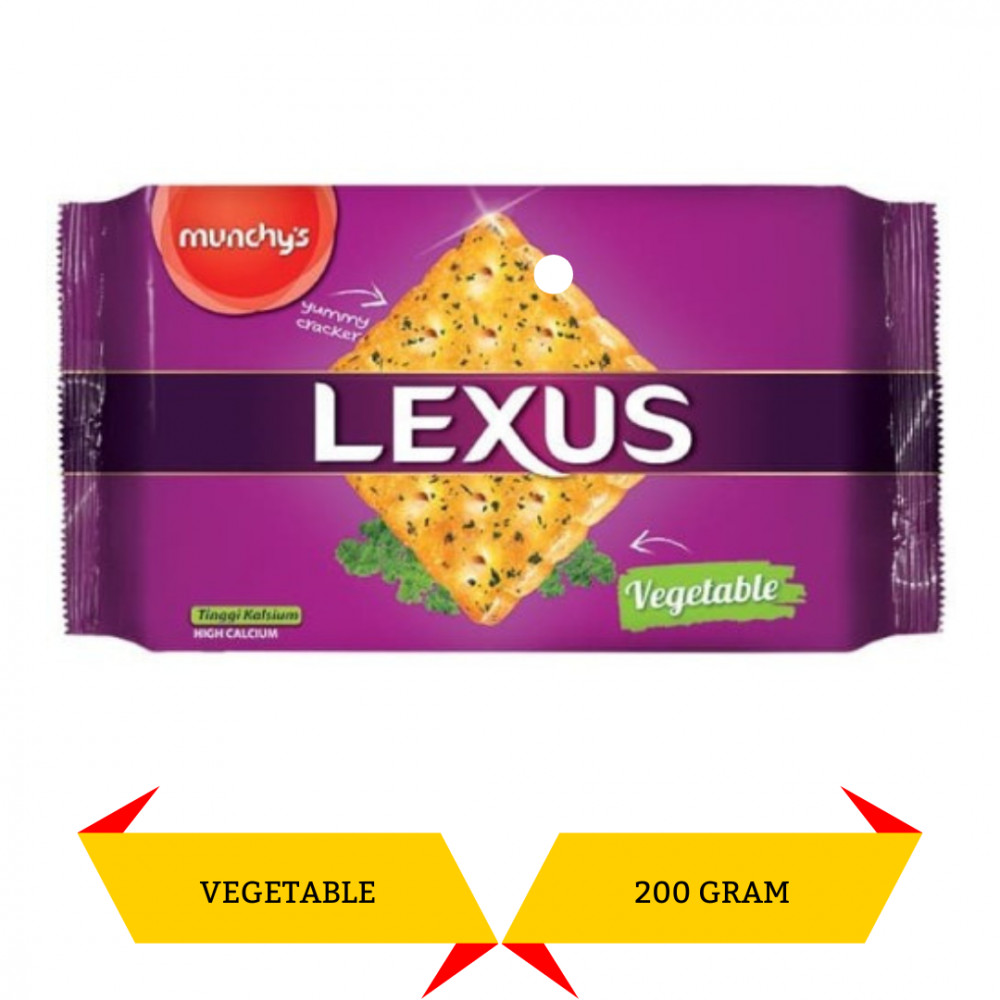 munchy's
yummy
cracker
LEXUS
Vegetable
Tinggi Kalsium
HIGH CALCIUM
VEGETABLE
200 GRAM